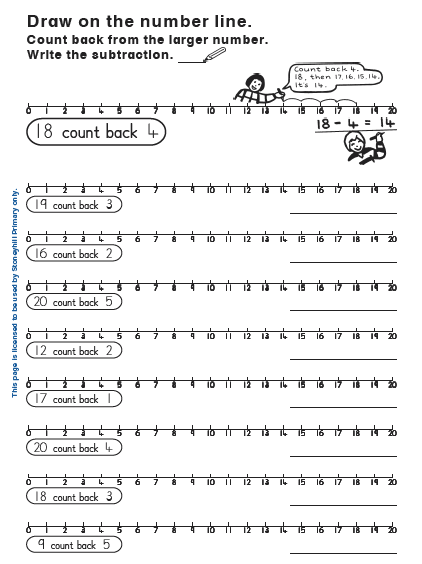 Draw on the number line.
Count back from the larger number.
Write the subtraction.
Count back 4.
18, then 17, 16, 15, 14.
It's 14.
0 1 2 3 4 5 6 7 8 9 10 11 12 13 14 15 16 17 18 19 20
18 count back 4
18 - 4 = 14
0 1 2 3 4 5 6 7 8 9 10 11 12 13 14 15 16 17 18 19 20
19 count back 3
0 1 2 3 4 5 6 7 8 9 10 11 12 13 14 15 16 17 18 19 20
16 count back 2
0 1 2 3 4 5 6 7 8 9 10 11 12 13 14 15 16 17 18 19 20
20 count back 5
0 1 2 3 4 5 6 7 8 9 10 11 12 13 14 15 16 17 18 19 20
12 count back 2
0 1 2 3 4 5 6 7 8 9 10 11 12 13 14 15 16 17 18 19 20
17 count back 1
0 1 2 3 4 5 6 7 8 9 10 11 12 13 14 15 16 17 18 19 20
20 count back 4
0 1 2 3 4 5 6 7 8 9 10 11 12 13 14 15 16 17 18 19 20
18 count back 3
0 1 2 3 4 5 6 7 8 9 10 11 12 13 14 15 16 17 18 19 20
9 count back 5
This page is licensed to be used by Stoneyhill Primary only.